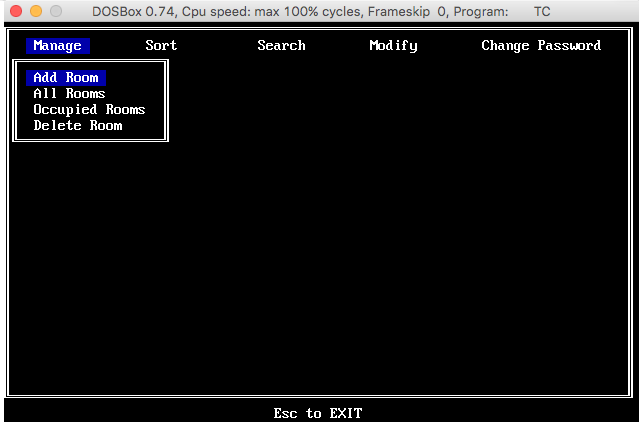 DOSBox 0.74, Cpu speed: max 100% cycles, Frameskip 0, Program: TC
Manage Sort Search Modify Change Password
Add Room
All Rooms
Occupied Rooms
Delete Room
Esc to EXIT